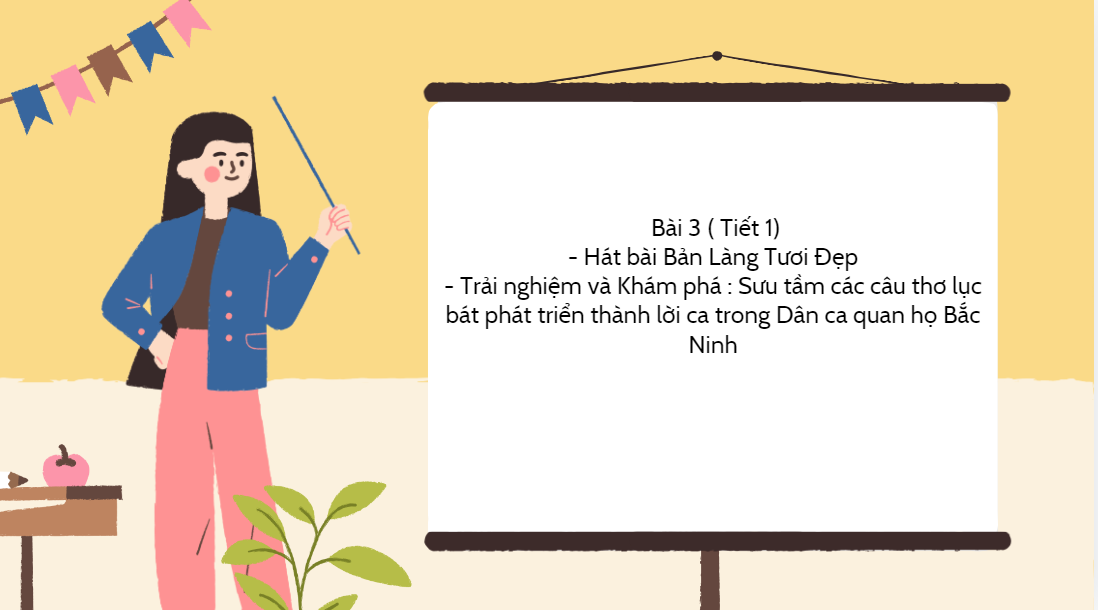 Bài 3 ( Tiết 1)
- Hát bài Bản Làng Tươi Đẹp
- Trải nghiệm và Khám phá : Sưu tầm các câu thơ lục
bát phát triển thành lời ca trong Dân ca quan họ Bắc
Ninh